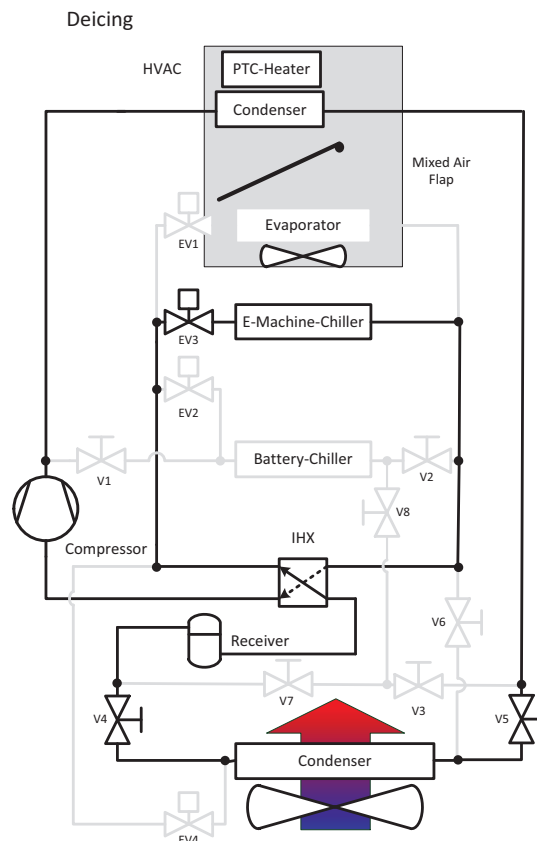 Deicing
HVAC
PTC-Heater
Condenser
Mixed Air
Flap
Evaporator
EV1
E-Machine-Chiller
EV3
EV2
Battery-Chiller
V1
V2
V8
Compressor
IHX
V6
Receiver
V7
V3
V4
V5
Condenser
EV4